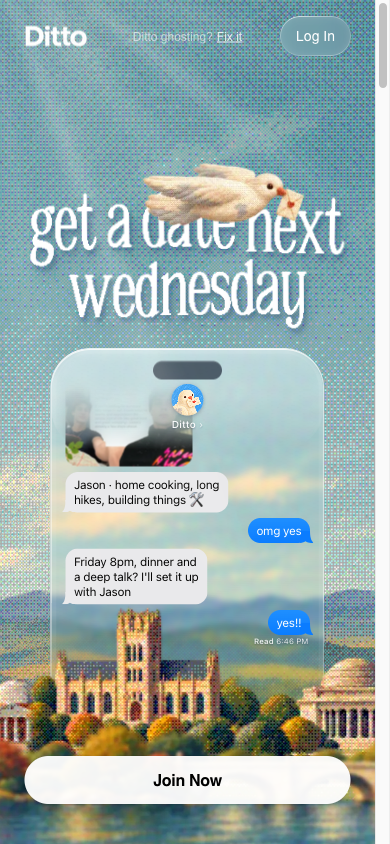 Ditto
Ditto ghosting? Fix it
Log In
get a date next
wednesday
Ditto ›
Jason · home cooking, long
hikes, building things 🛠️
omg yes
Friday 8pm, dinner and
a deep talk? I'll set it up
with Jason
yes!!
Read 6:46 PM
Join Now